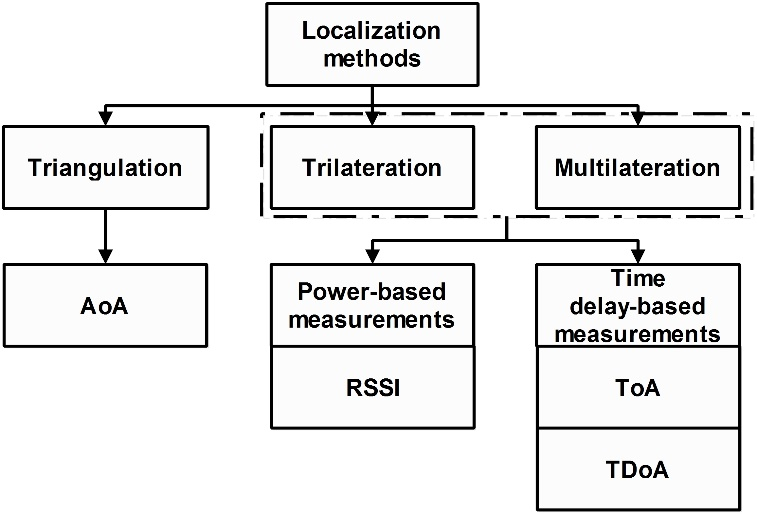 Localization
methods
Triangulation
Trilateration
Multilateration
AoA
Power-based
measurements
RSSI
Time
delay-based
measurements
ToA
TDoA